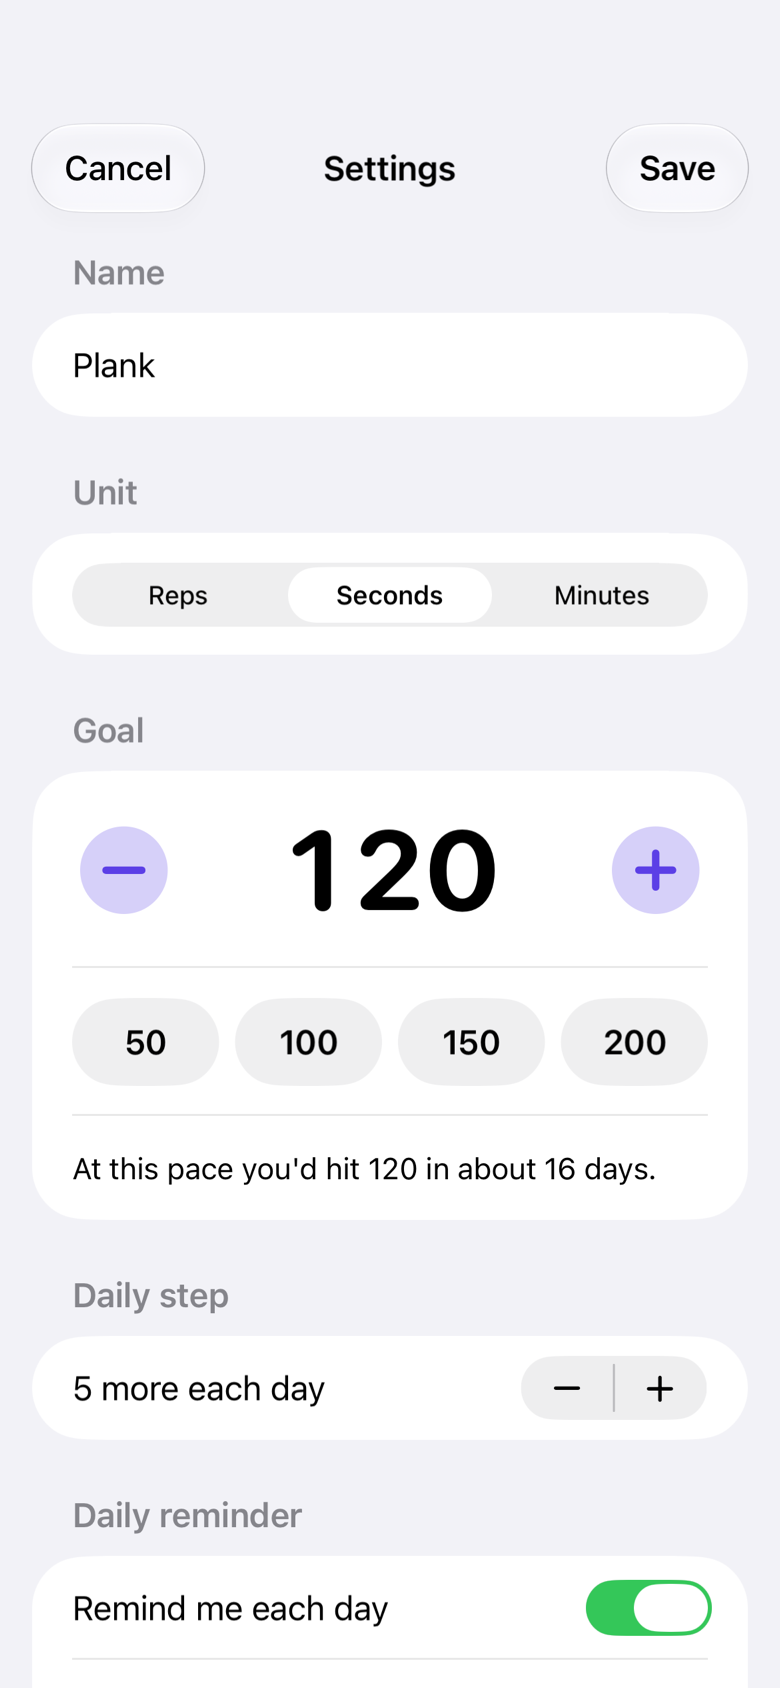 Cancel Settings Save
Name
Plank
Unit
Reps Seconds Minutes
Goal
120
50 100 150 200
At this pace you'd hit 120 in about 16 days.
Daily step
5 more each day
Daily reminder
Remind me each day